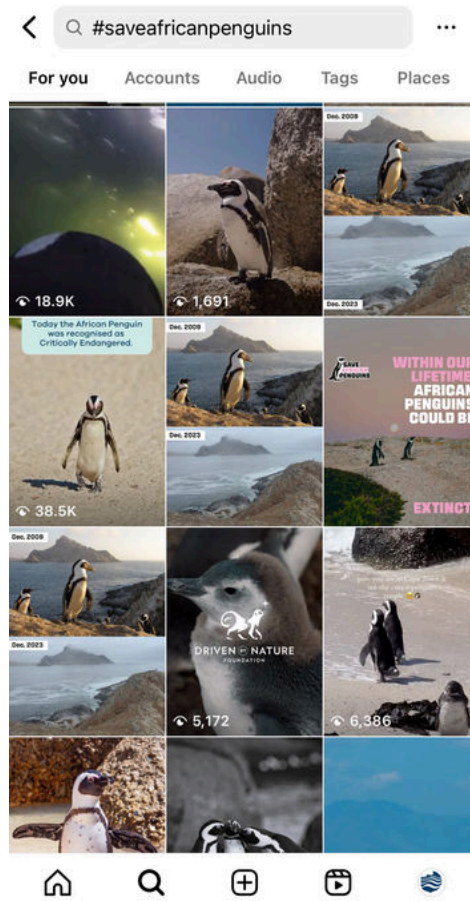 #saveafricanpenguins
For you Accounts Audio Tags Places
Dec. 2009
18.9K
1,691
Dec. 2023
Today the African Penguin
was recognised as
Critically Endangered.
38.5K
Dec. 2009
Dec. 2023
SAVE
PENGUINS
WITHIN OUR
LIFETIME
AFRICAN
PENGUINS
COULD BE
EXTINCT
Dec. 2009
Dec. 2023
DRIVEN BY NATURE
FOUNDATION
5,172
6,386